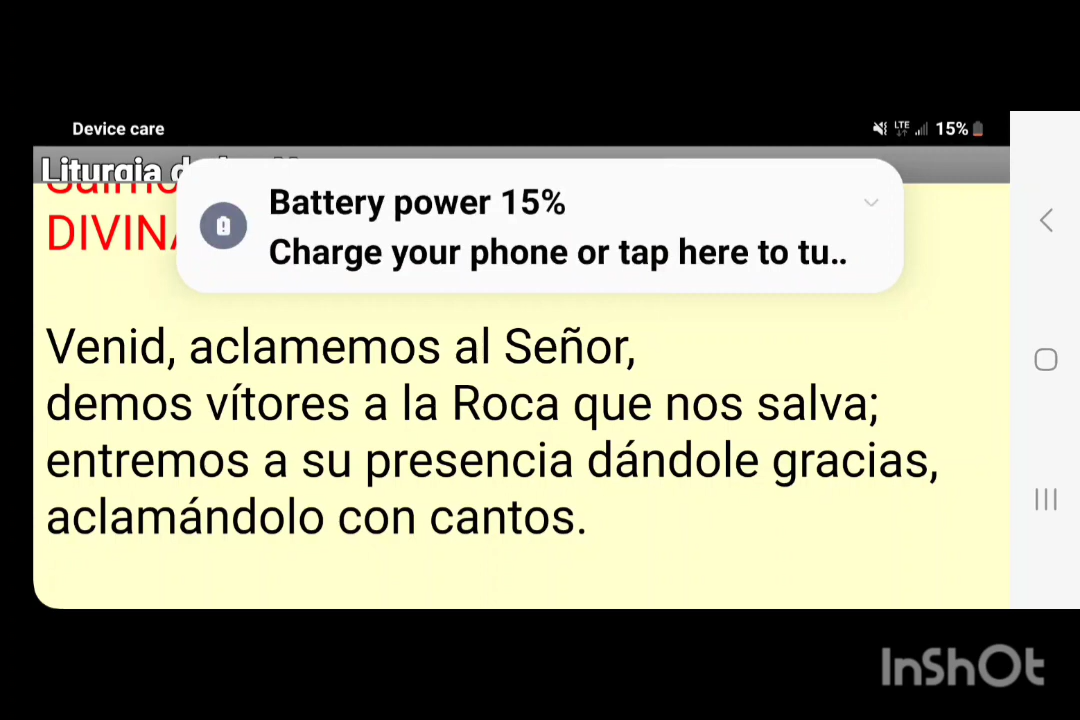 Device care
LTE 15%
Liturgia d
Battery power 15%
DIVINA
Charge your phone or tap here to tu..
Venid, aclamemos al Señor,
demos vítores a la Roca que nos salva;
entremos a su presencia dándole gracias,
aclamándolo con cantos.
InShOt